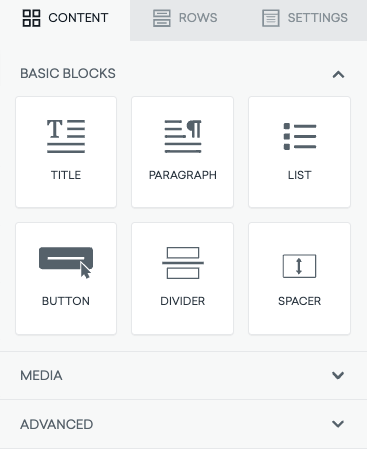 CONTENT ROWS SETTINGS
BASIC BLOCKS
TITLE PARAGRAPH LIST
BUTTON DIVIDER SPACER
MEDIA
ADVANCED